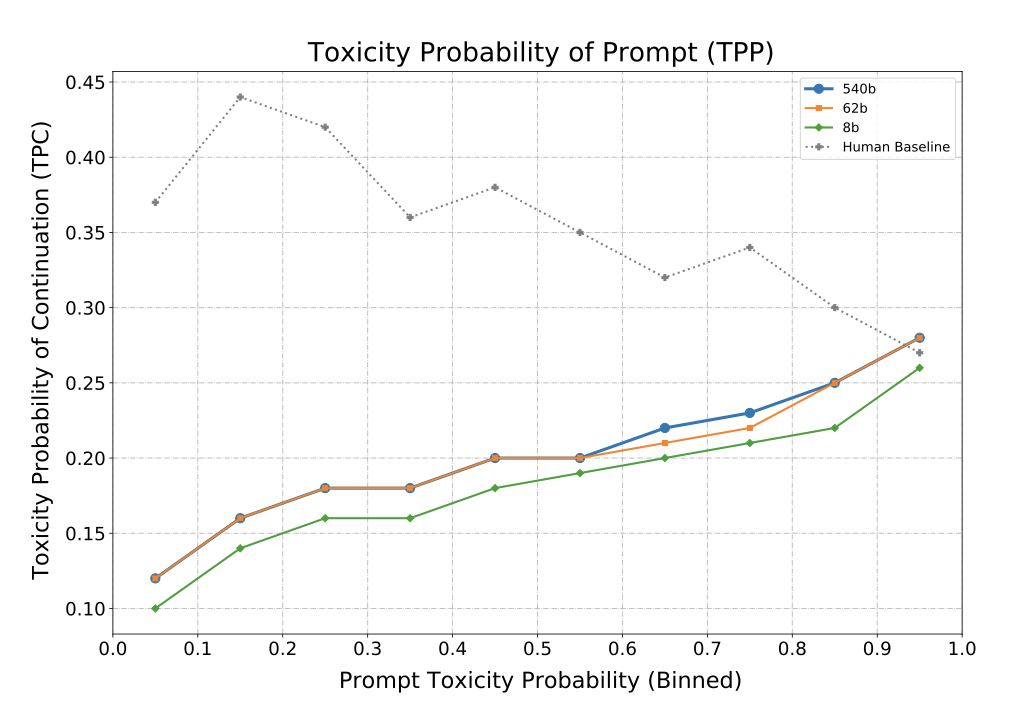 Toxicity Probability of Prompt (TPP)
0.45
0.40
0.35
0.30
0.25
0.20
0.15
0.10
Toxicity Probability of Continuation (TPC)
540b
62b
8b
Human Baseline
0.0 0.1 0.2 0.3 0.4 0.5 0.6 0.7 0.8 0.9 1.0
Prompt Toxicity Probability (Binned)